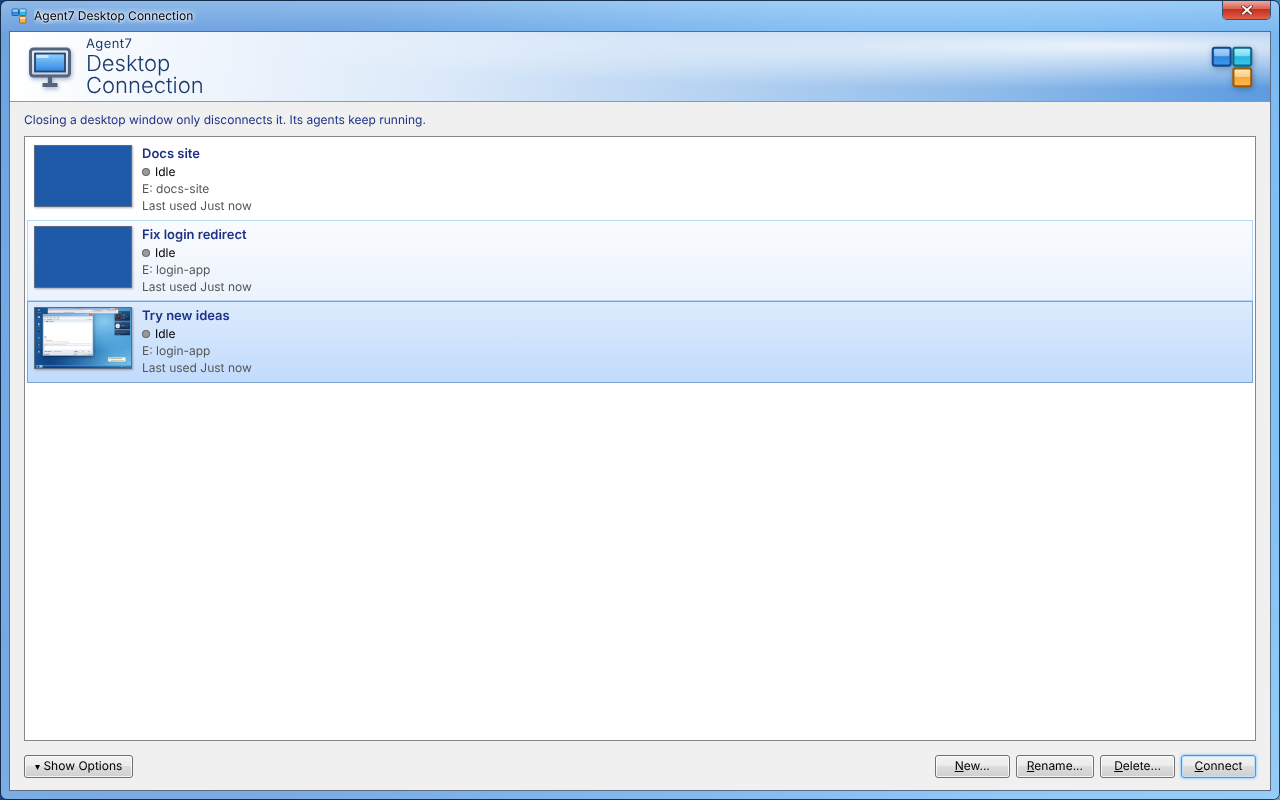 Agent7 Desktop Connection
Agent7
Desktop
Connection
Closing a desktop window only disconnects it. Its agents keep running.
Docs site
Idle
E: docs-site
Last used Just now
Fix login redirect
Idle
E: login-app
Last used Just now
Try new ideas
Idle
E: login-app
Last used Just now
Show Options
New...
Rename...
Delete...
Connect